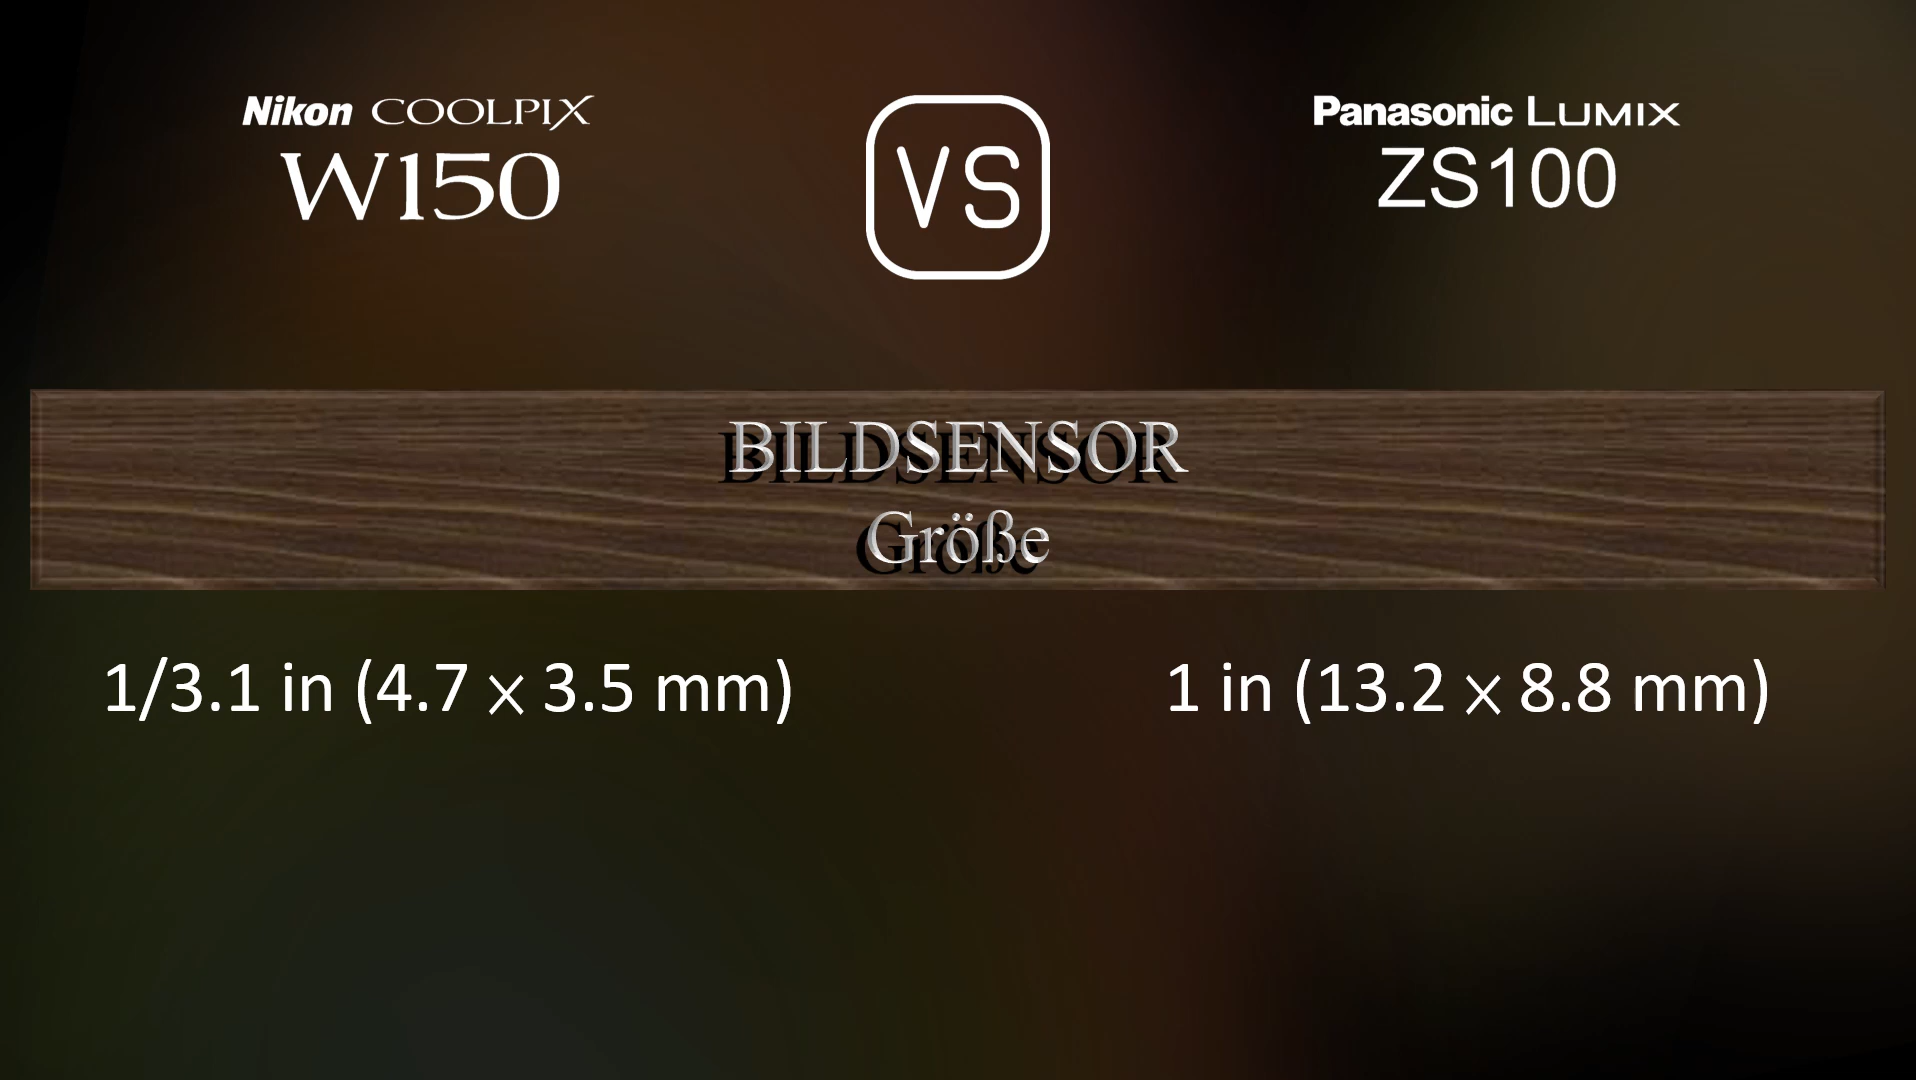 Nikon COOLPIX
W150
VS
Panasonic LUMIX
ZS100
BILDSENSOR
Größe
1/3.1 in (4.7 x 3.5 mm)
1 in (13.2 x 8.8 mm)